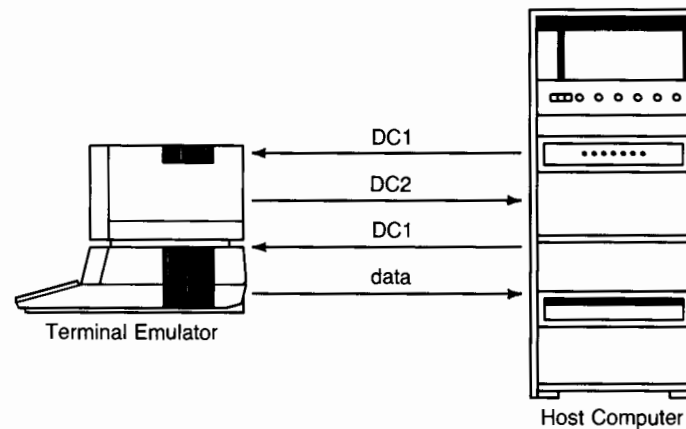 DC1
DC2
DC1
data
Terminal Emulator
Host Computer